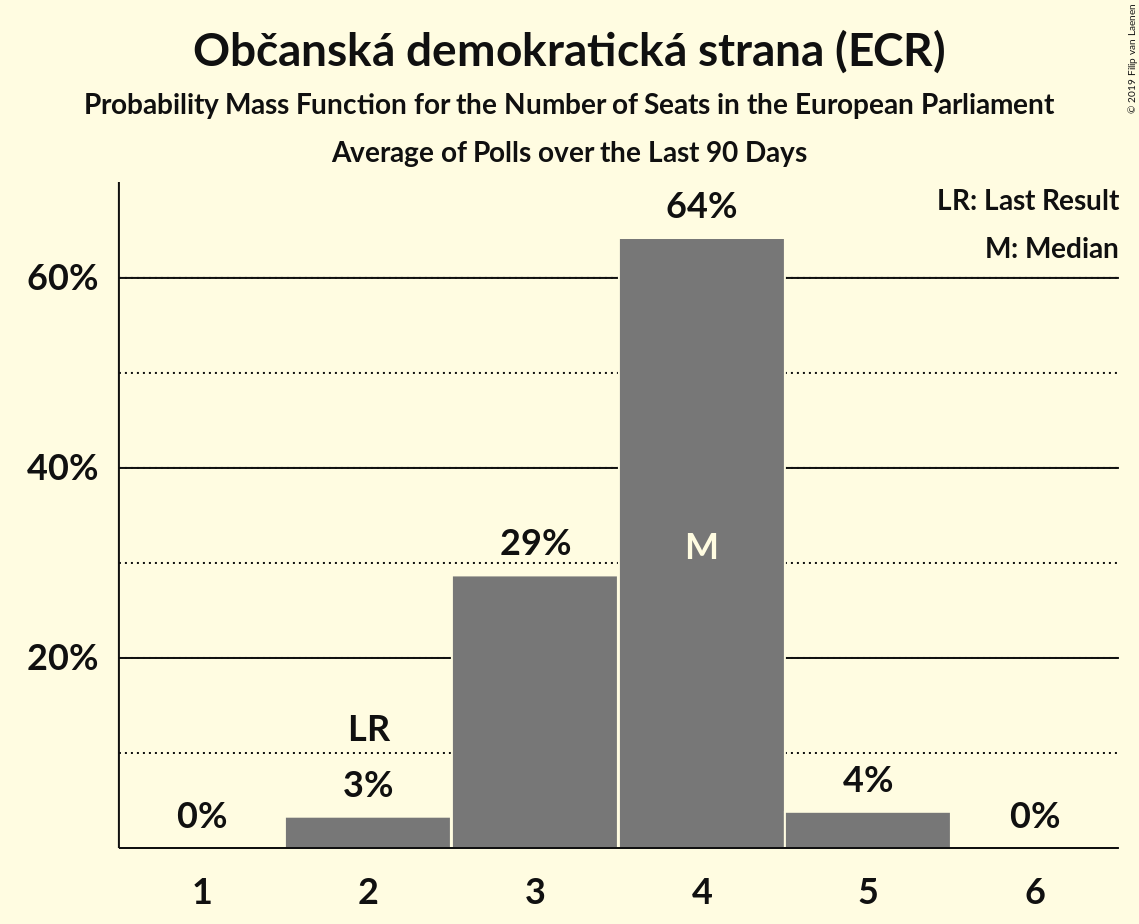 Občanská demokratická strana (ECR)
Probability Mass Function for the Number of Seats in the European Parliament
Average of Polls over the Last 90 Days
© 2019 Filip van Laenen
LR: Last Result
M: Median
64%
60%
40%
29%
M
20%
LR
3%
4%
0%
0%
1 2 3 4 5 6